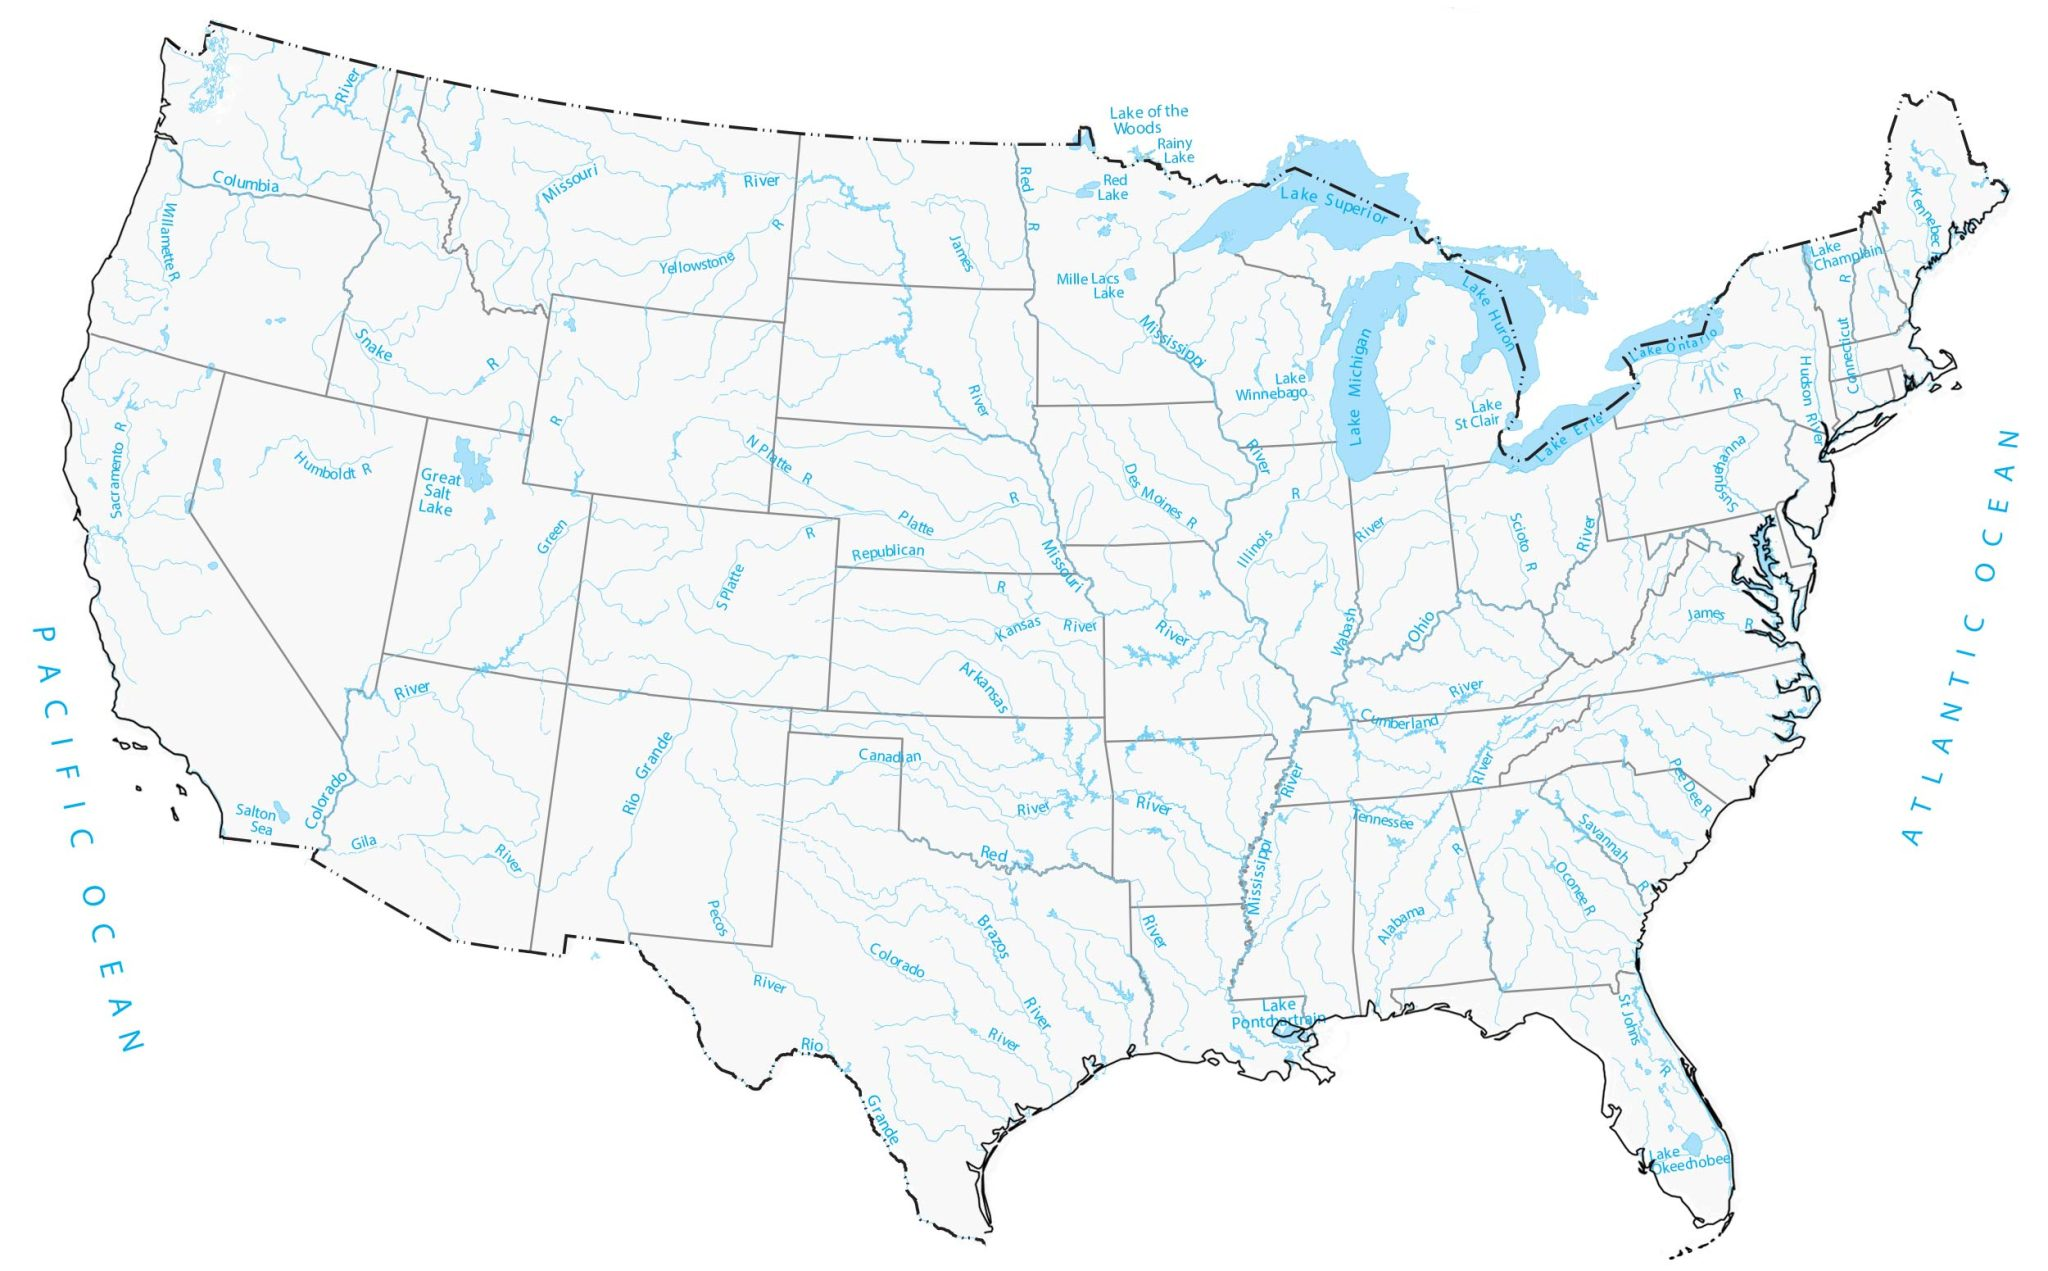 River
Columbia
Willamette R
Missouri
River
Yellowstone
R
Snake
R
R
James
River
Red
R
Lake of the
Woods
Rainy
Lake
Red
Lake
Mille Lacs
Lake
Lake Superior
Mississippi
Lake
Winnebago
Lake Michigan
Lake Huron
Lake
St Clair
Lake Erie
Lake Ontario
Lake
Champlain
Kennebec
Connecticut
R
Hudson River
Susquehanna
R
Sacramento R
Humboldt R
Great
Salt
Lake
Green
N Platte R
Platte
R
S Platte
R
Republican
R
Missouri
River
Kansas River
Arkansas
River
River
Des Moines R
River
Illinois
R
Wabash
River
Ohio
River
Scioto R
James R
PACIFIC OCEAN
ATLANTIC OCEAN
Colorado
River
Salton
Sea
Gila
River
Rio Grande
Pecos
River
Canadian
River
Red
River
Mississippi
River
Cumberland
River
Tennessee
River
Alabama
R
Pee Dee R
Savannah
R
Oconee R
Brazos
River
Colorado
River
Rio
Grande
Lake
Pontchartrain
St Johns
R
Lake
Okeechobee